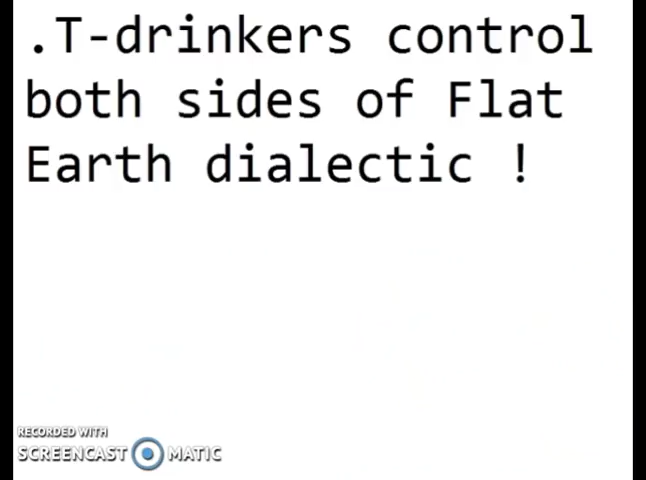 .T-drinkers control
both sides of Flat
Earth dialectic !
RECORDED WITH
SCREENCAST MATIC